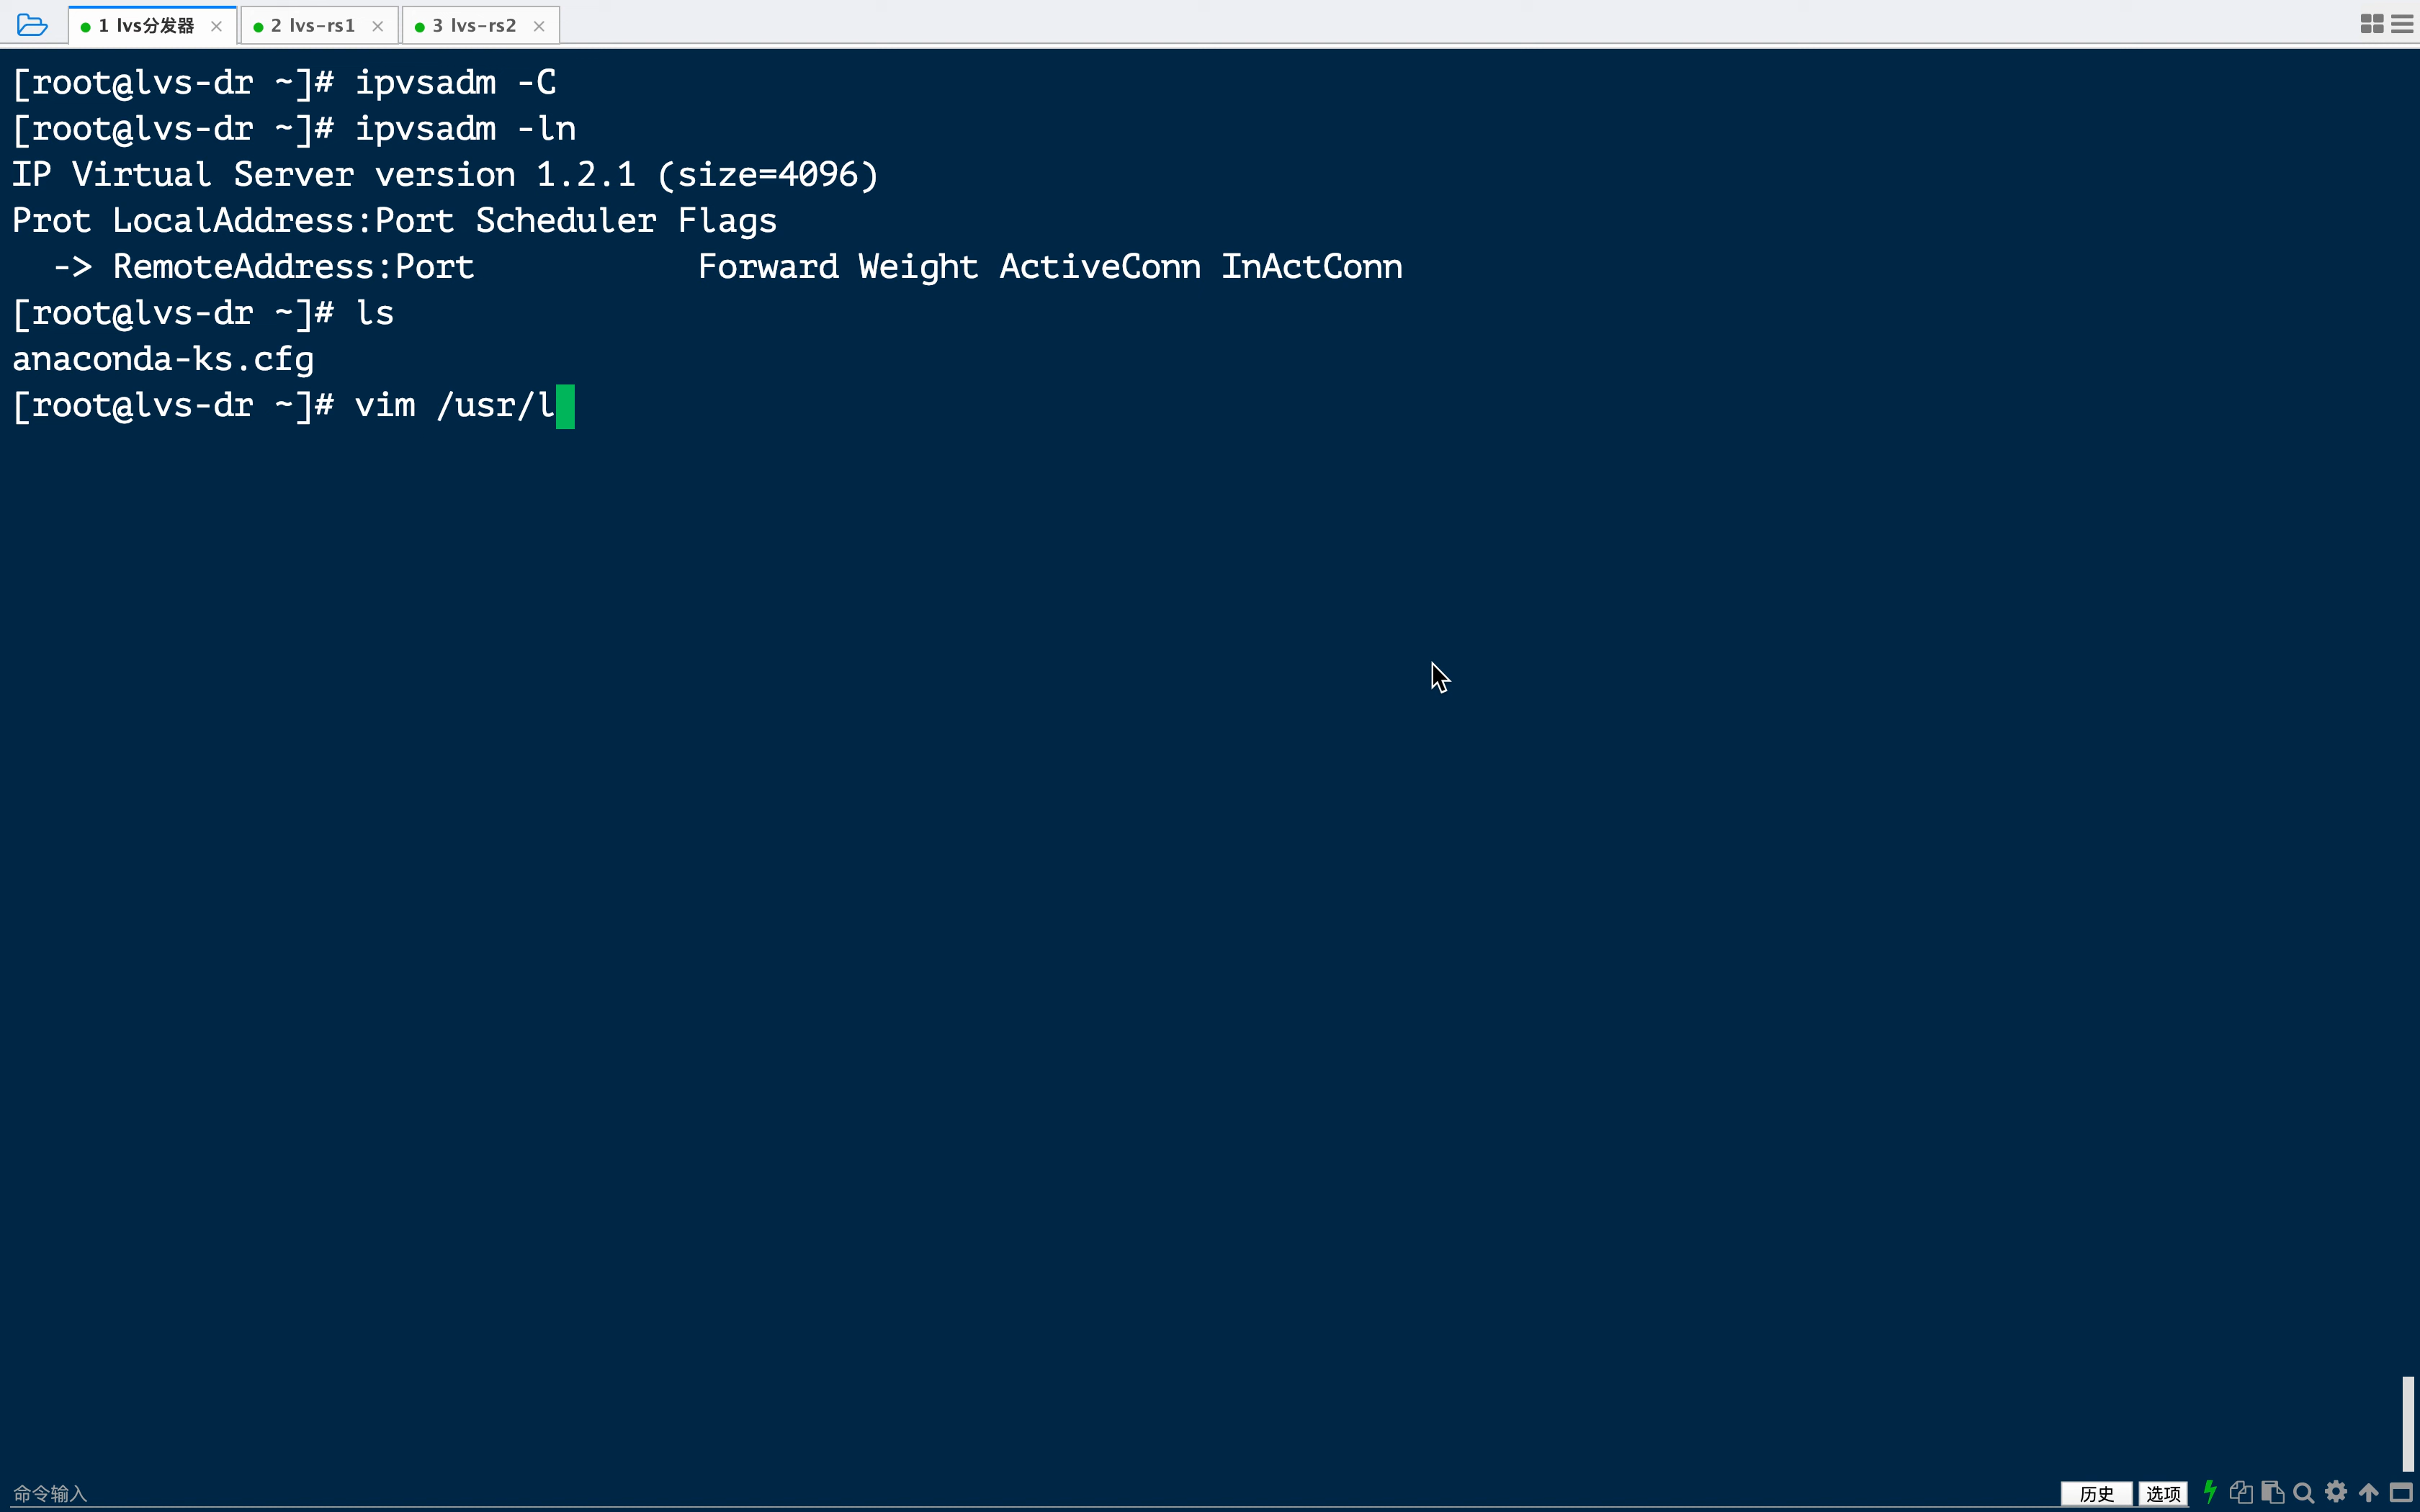 1 lvs分发器 2 lvs-rs1 3 lvs-rs2
[root@lvs-dr ~]# ipvsadm -C
[root@lvs-dr ~]# ipvsadm -ln
IP Virtual Server version 1.2.1 (size=4096)
Prot LocalAddress:Port Scheduler Flags
  -> RemoteAddress:Port           Forward Weight ActiveConn InActConn
[root@lvs-dr ~]# ls
anaconda-ks.cfg
[root@lvs-dr ~]# vim /usr/l
命令输入 历史 选项